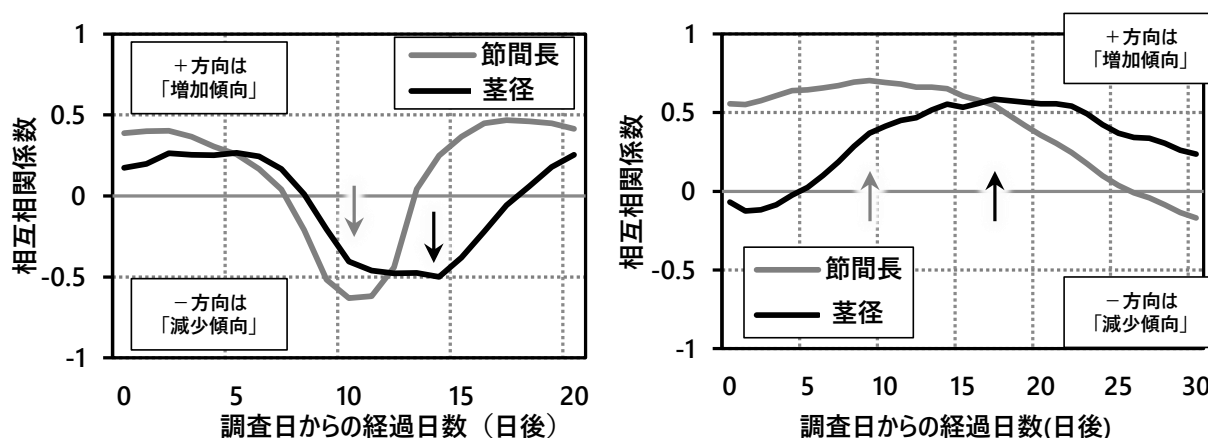 相互相関係数
1
0.5
0
-0.5
-1
+方向は
「増加傾向」
節間長
茎径
−方向は
「減少傾向」
0 5 10 15 20
調査日からの経過日数（日後）
相互相関係数
1
0.5
0
-0.5
-1
+方向は
「増加傾向」
節間長
茎径
−方向は
「減少傾向」
0 5 10 15 20 25 30
調査日からの経過日数(日後)